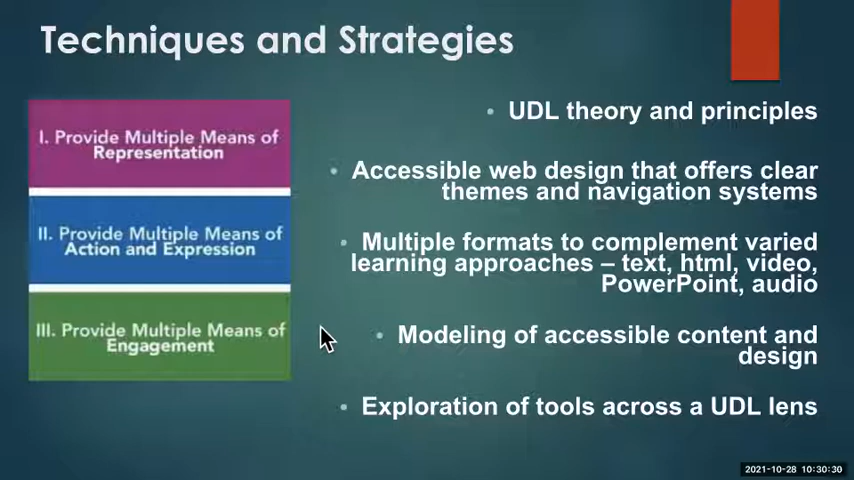 Techniques and Strategies
I. Provide Multiple Means of
Representation
II. Provide Multiple Means of
Action and Expression
III. Provide Multiple Means of
Engagement
• UDL theory and principles
• Accessible web design that offers clear
themes and navigation systems
• Multiple formats to complement varied
learning approaches – text, html, video,
PowerPoint, audio
• Modeling of accessible content and
design
• Exploration of tools across a UDL lens
2021-10-28 10:30:30